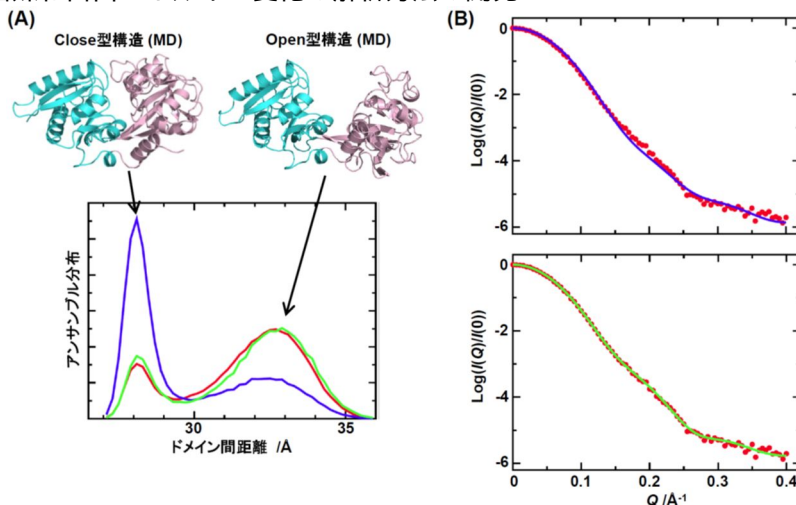 (A)
Close型構造 (MD)
Open型構造 (MD)
アンサンブル分布
30
35
ドメイン間距離 /Å
(B)
0
-2
-4
-6
Log(I(Q)/I(0))
0
-2
-4
-6
Log(I(Q)/I(0))
0
0.1
0.2
0.3
0.4
Q /Å⁻¹